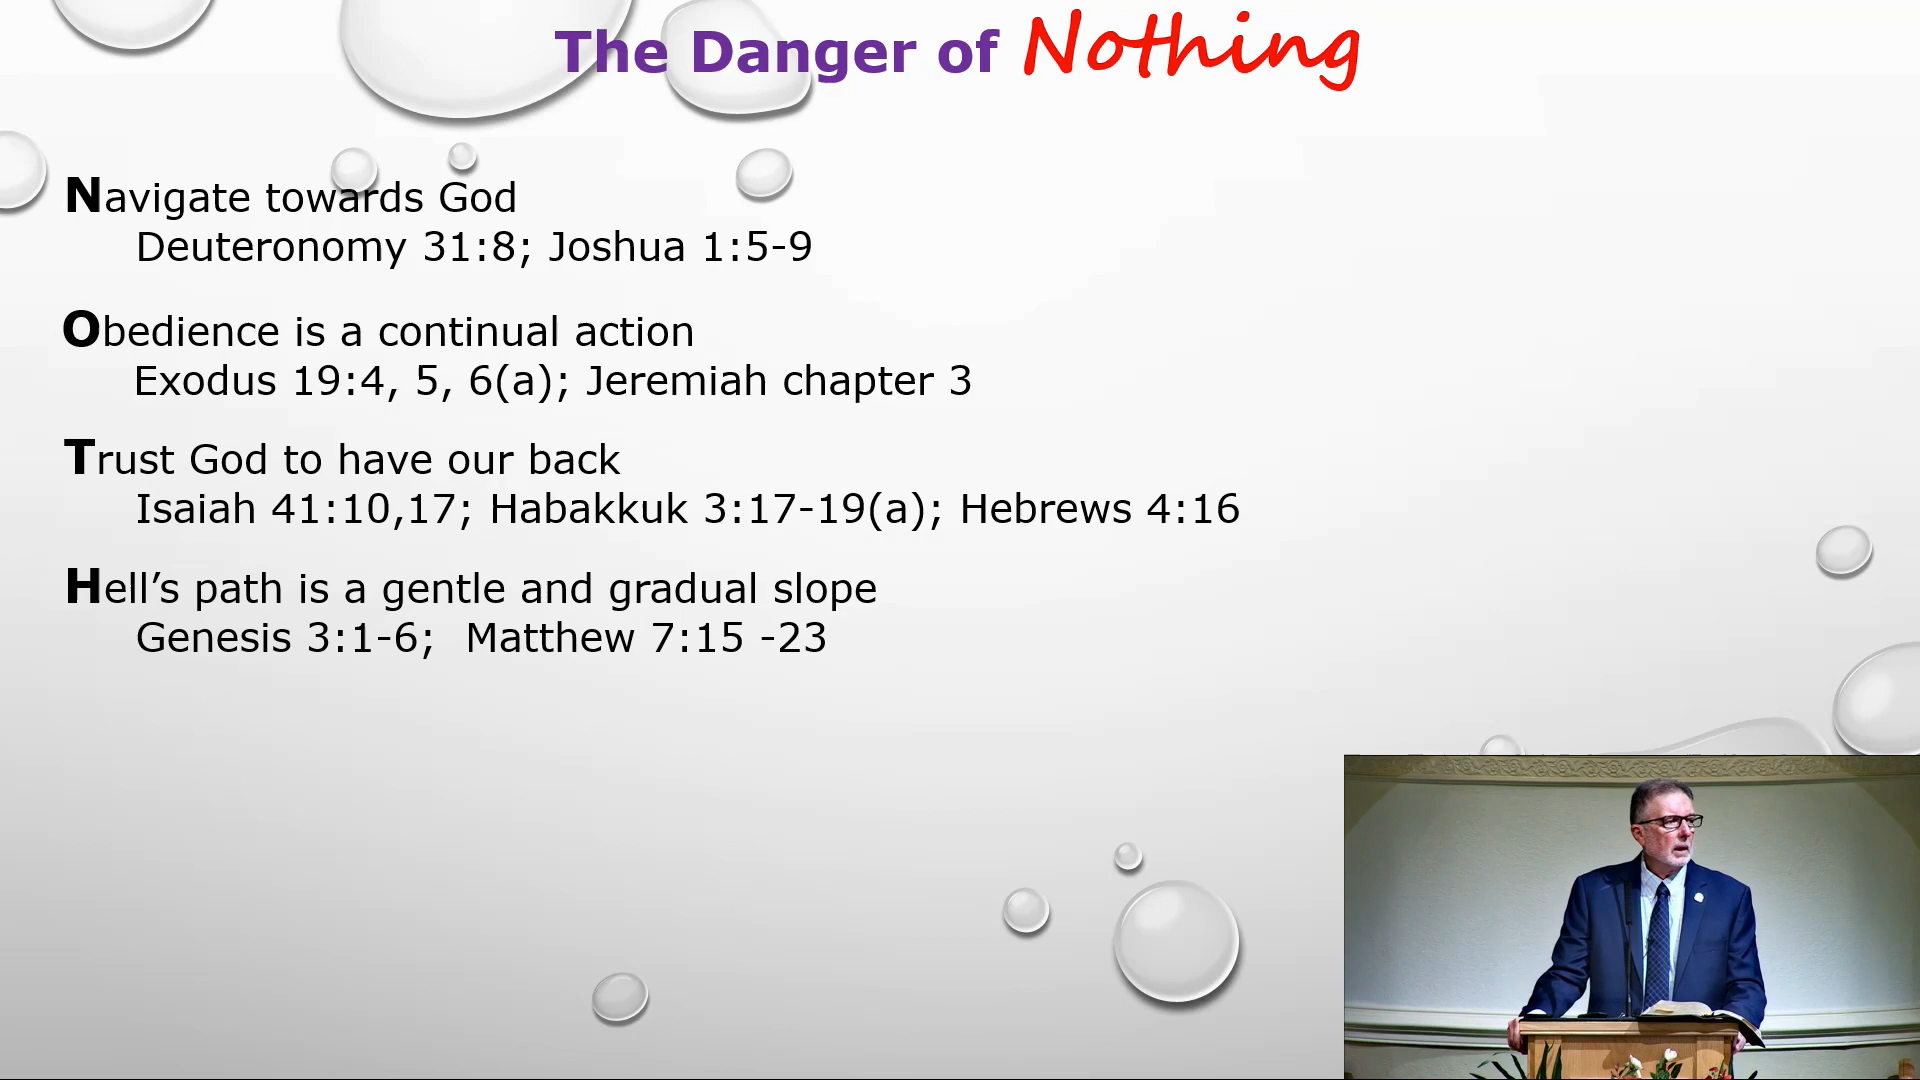 The Danger of Nothing
Navigate towards God
Deuteronomy 31:8; Joshua 1:5-9
Obedience is a continual action
Exodus 19:4, 5, 6(a); Jeremiah chapter 3
Trust God to have our back
Isaiah 41:10,17; Habakkuk 3:17-19(a); Hebrews 4:16
Hell’s path is a gentle and gradual slope
Genesis 3:1-6;  Matthew 7:15 -23